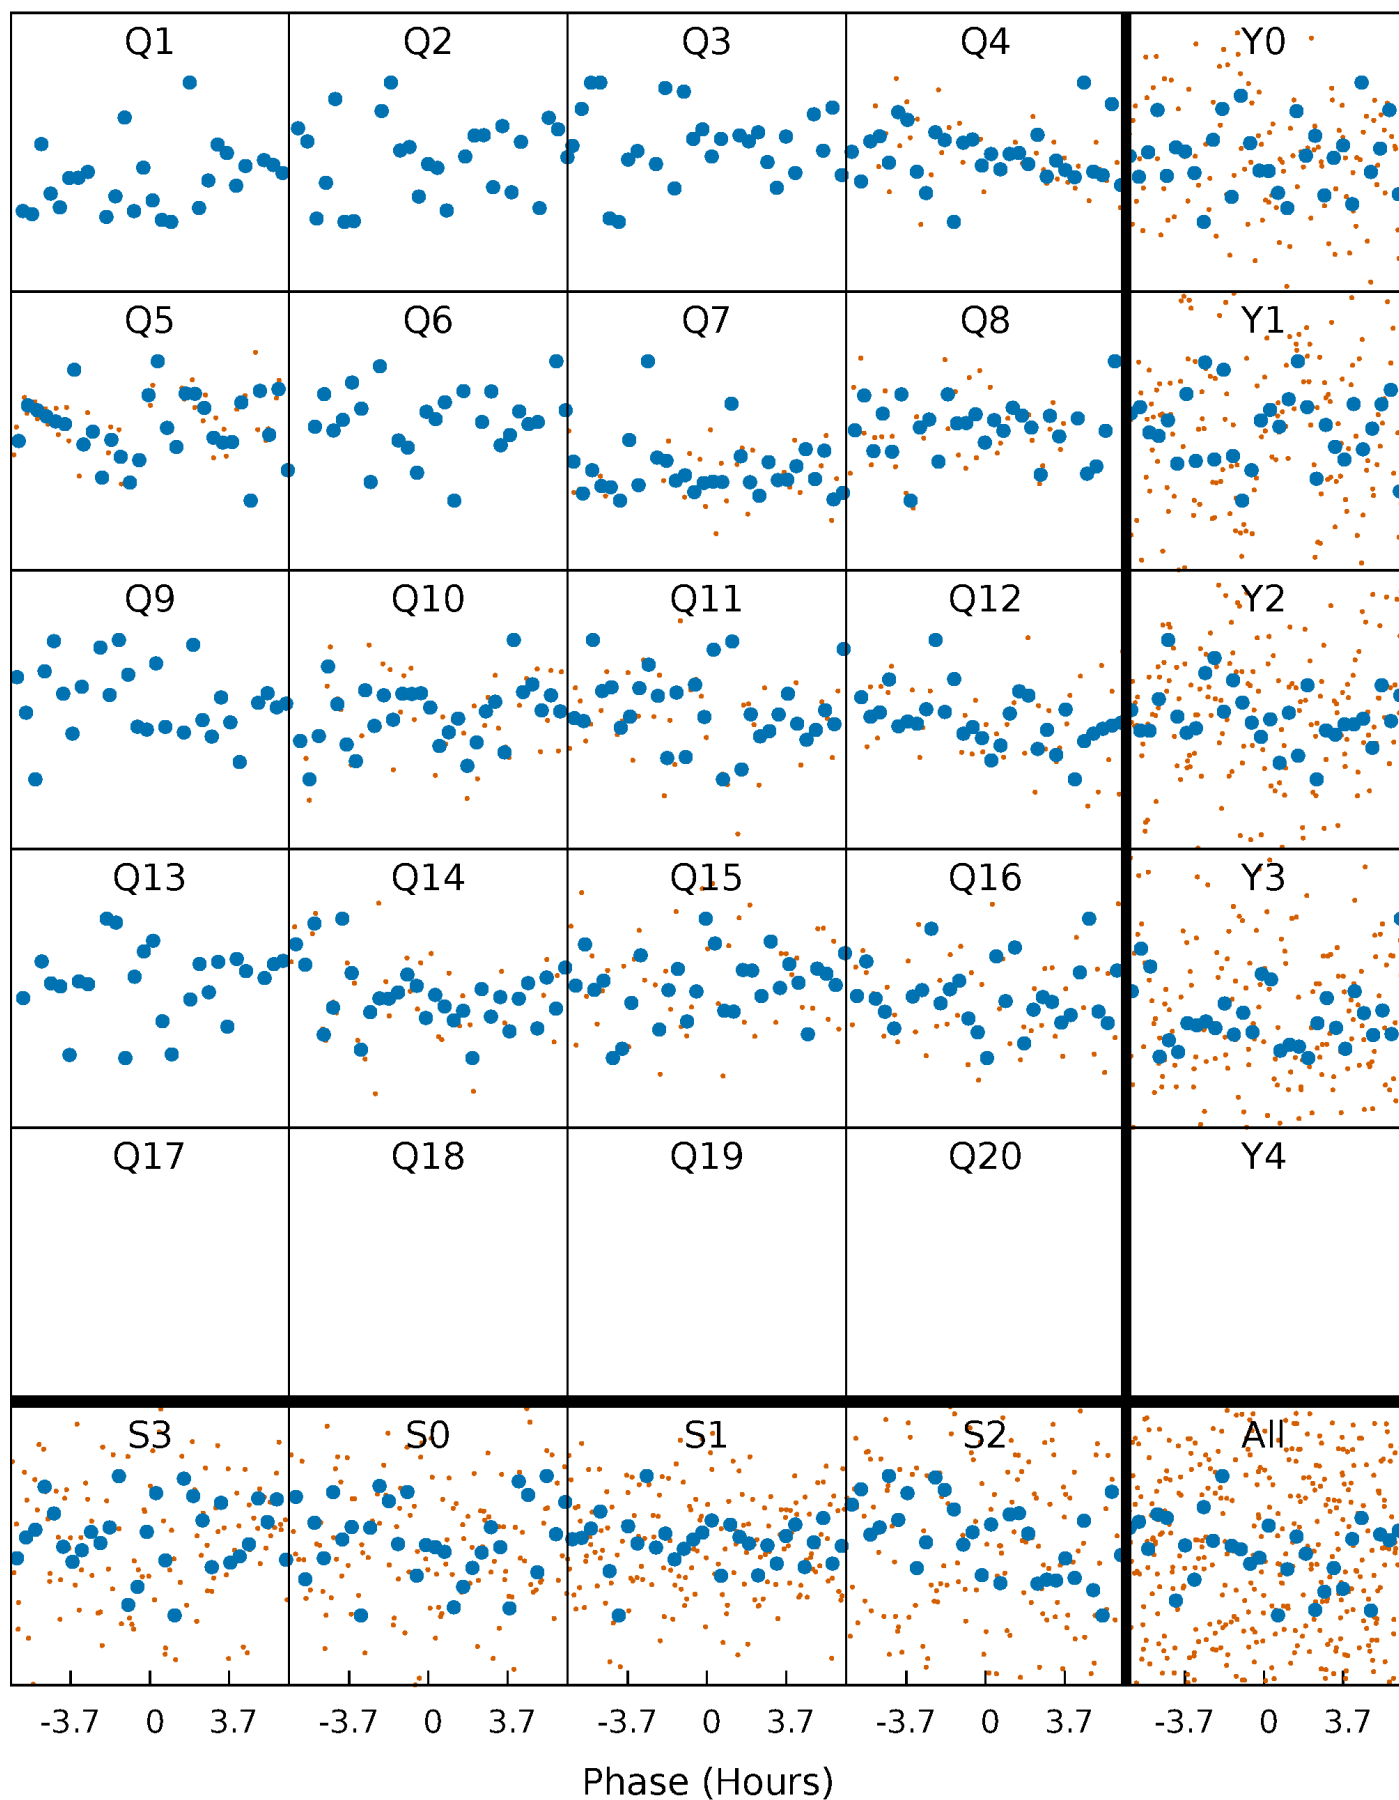 Q1 Q2 Q3 Q4 Y0
Q5 Q6 Q7 Q8 Y1
Q9 Q10 Q11 Q12 Y2
Q13 Q14 Q15 Q16 Y3
Q17 Q18 Q19 Q20 Y4
S3 S0 S1 S2 All
-3.7 0 3.7 -3.7 0 3.7 -3.7 0 3.7 -3.7 0 3.7 -3.7 0 3.7
Phase (Hours)